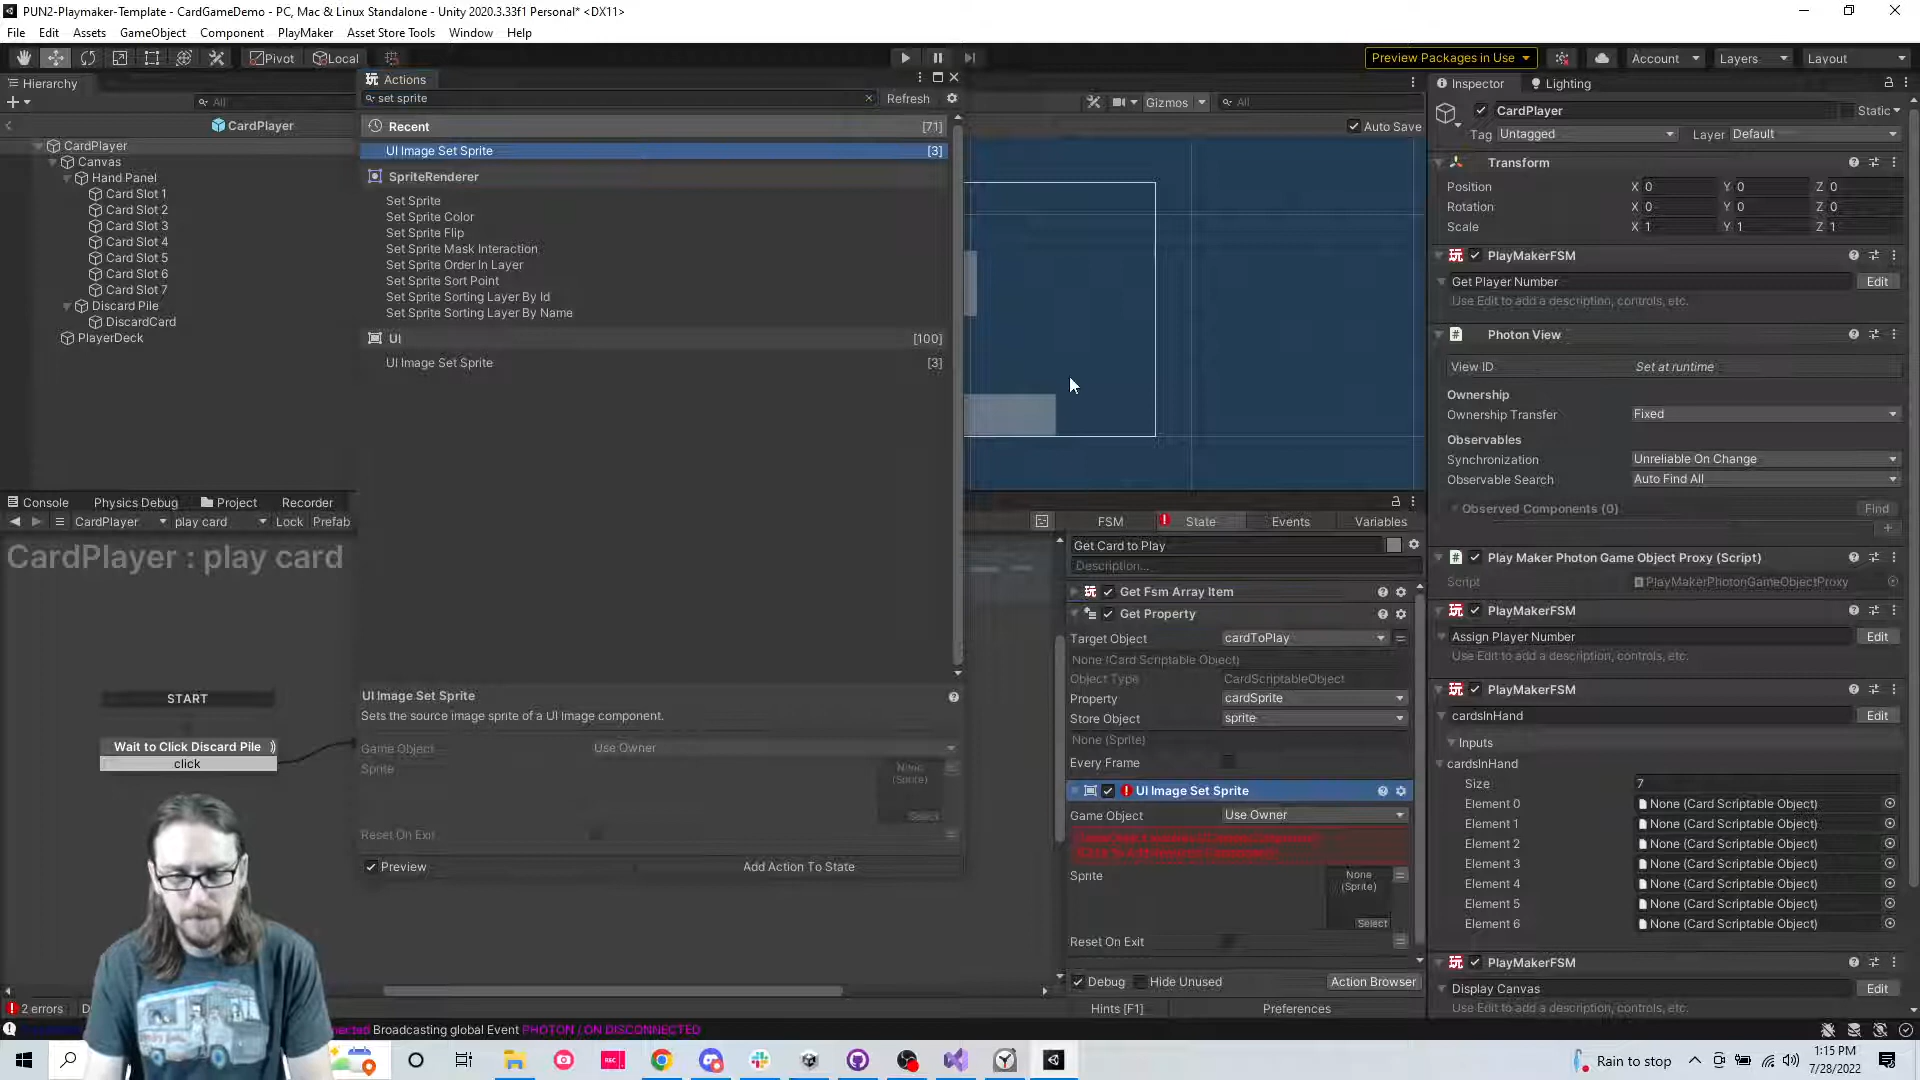 PUN2-Playmaker-Template - CardGameDemo - PC, Mac & Linux Standalone - Unity 2020.3.33f1 Personal* <DX11>
File Edit Assets GameObject Component PlayMaker Asset Store Tools Window Help
Pivot Local Preview Packages in Use Account Layers Layout
Hierarchy Actions Inspector Lighting
All set sprite Refresh Gizmos All
CardPlayer Static
CardPlayer Recent [71] Auto Save
Tag Untagged Layer Default
CardPlayer UI Image Set Sprite [3]
Canvas Transform
Hand Panel SpriteRenderer
Card Slot 1 Position X 0 Y 0 Z 0
Card Slot 2 Set Sprite Rotation X 0 Y 0 Z 0
Card Slot 3 Set Sprite Color Scale X 1 Y 1 Z 1
Card Slot 4 Set Sprite Flip
Card Slot 5 Set Sprite Mask Interaction PlayMakerFSM
Card Slot 6 Set Sprite Order In Layer
Card Slot 7 Set Sprite Sort Point Get Player Number Edit
Discard Pile Set Sprite Sorting Layer By Id Use Edit to add a description, controls, etc.
DiscardCard Set Sprite Sorting Layer By Name
PlayerDeck UI [100] Photon View
UI Image Set Sprite [3] View ID Set at runtime
Ownership
Ownership Transfer Fixed
Observables
Synchronization Unreliable On Change
Observable Search Auto Find All
Console Physics Debug Project Recorder Observed Components (0) Find
CardPlayer play card Lock Prefab FSM State Events Variables
CardPlayer : play card Get Card to Play
Description... Play Maker Photon Game Object Proxy (Script)
Script PlayMakerPhotonGameObjectProxy
Get Fsm Array Item PlayMakerFSM
Get Property
Target Object cardToPlay Assign Player Number Edit
None (Card Scriptable Object) Use Edit to add a description, controls, etc.
Object Type CardScriptableObject
START UI Image Set Sprite Property cardSprite PlayMakerFSM
Sets the source image sprite of a UI Image component. Store Object sprite cardsInHand Edit
Wait to Click Discard Pile Game Object Use Owner None (Sprite) Inputs
click Sprite None (Sprite) Every Frame cardsInHand
Size 7
UI Image Set Sprite
Element 0 None (Card Scriptable Object)
Select Game Object Use Owner Element 1 None (Card Scriptable Object)
Reset On Exit Element 2 None (Card Scriptable Object)
Preview Add Action To State Element 3 None (Card Scriptable Object)
Sprite None (Sprite) Element 4 None (Card Scriptable Object)
Element 5 None (Card Scriptable Object)
Select Element 6 None (Card Scriptable Object)
Reset On Exit
PlayMakerFSM
Debug Hide Unused Action Browser Display Canvas Edit
2 errors D Hints [F1] Preferences Use Edit to add a description, controls, etc.
Broadcasting global Event PHOTON / ON DISCONNECTED
REC Rain to stop 1:15 PM
7/28/2022